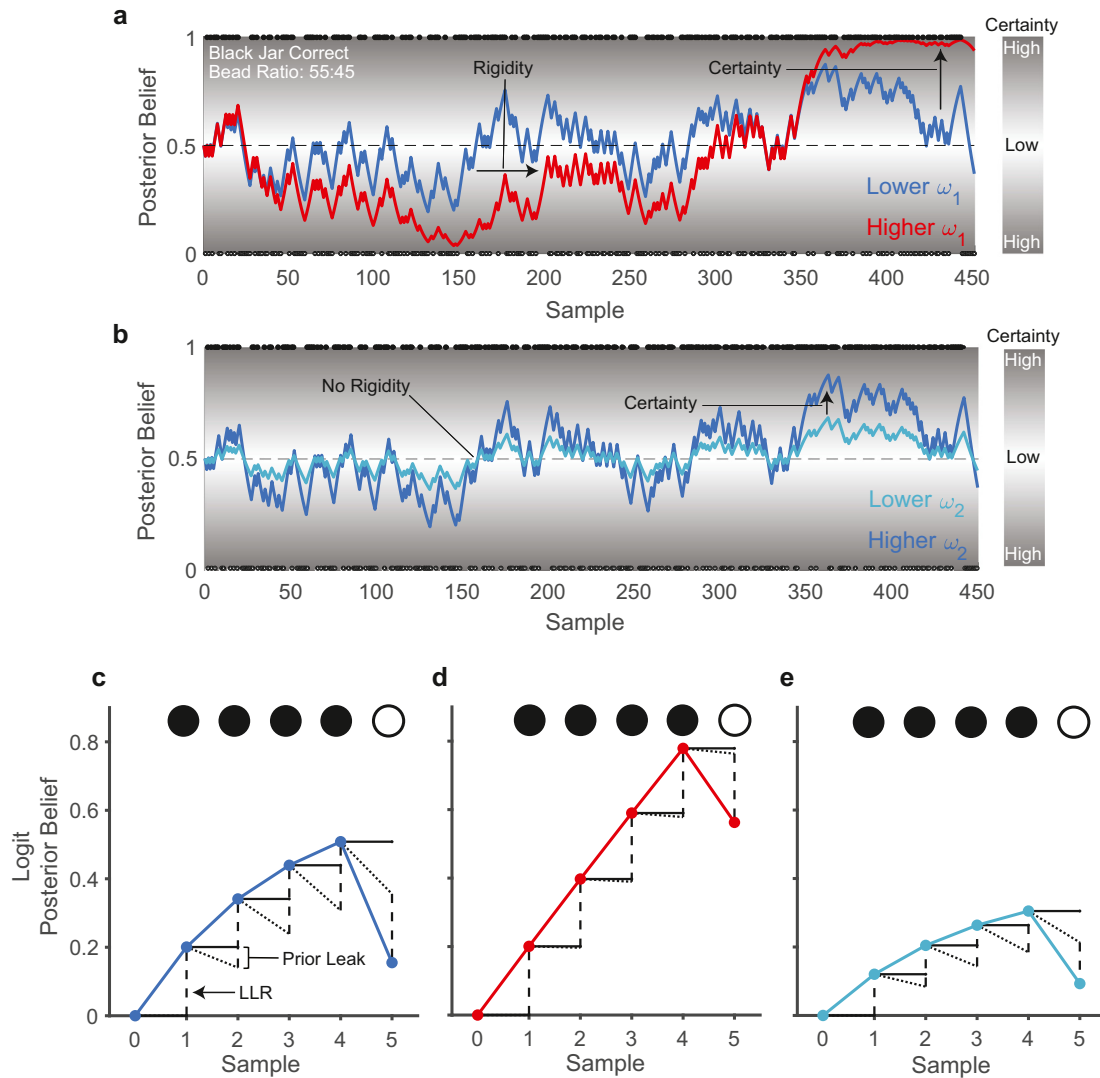 a
Certainty
1
Black Jar Correct
Bead Ratio: 55:45
Rigidity
Certainty
High
0.5
Low
Lower ω1
Higher ω1
High
0
0 50 100 150 200 250 300 350 400 450
Posterior Belief
Sample
b
Certainty
1
High
No Rigidity
Certainty
0.5
Low
Lower ω2
Higher ω2
High
0
0 50 100 150 200 250 300 350 400 450
Posterior Belief
Sample
c
d
e
0.8
0.6
0.4
0.2
0
Logit
Posterior Belief
Prior Leak
LLR
0 1 2 3 4 5
Sample
0 1 2 3 4 5
Sample
0 1 2 3 4 5
Sample